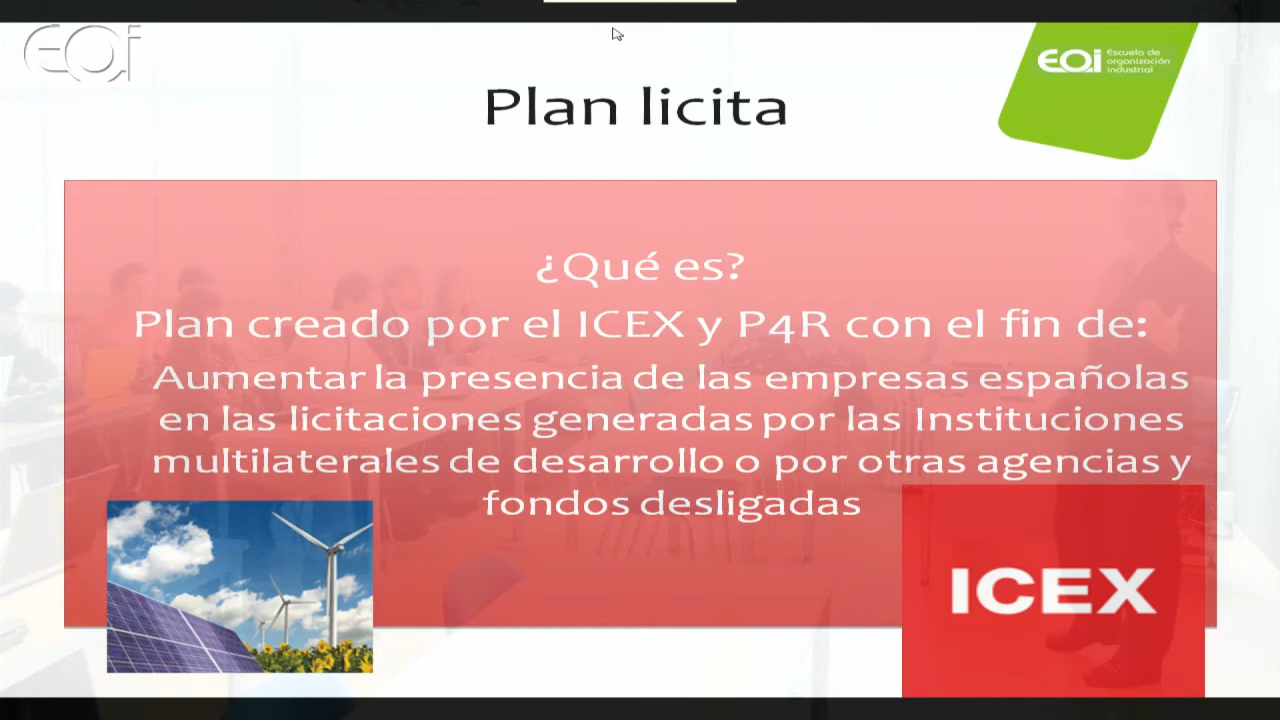 EOi
EOi Escuela de
organización
industrial
Plan licita
¿Qué es?
Plan creado por el ICEX y P4R con el fin de:
Aumentar la presencia de las empresas españolas
en las licitaciones generadas por las Instituciones
multilaterales de desarrollo o por otras agencias y
fondos desligadas
ICEX